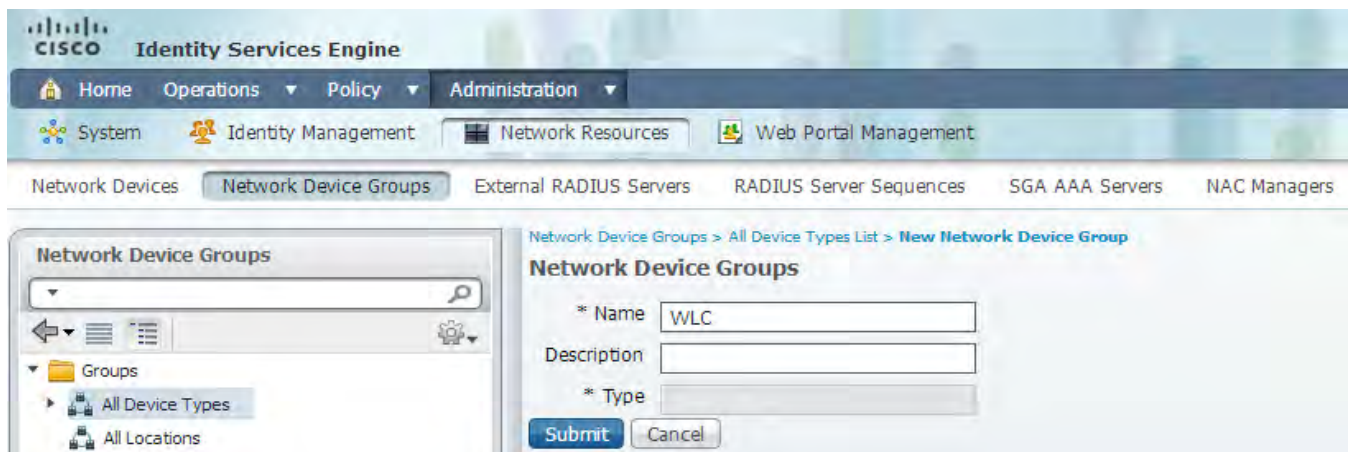 CISCO Identity Services Engine
Home Operations Policy Administration
System Identity Management Network Resources Web Portal Management
Network Devices Network Device Groups External RADIUS Servers RADIUS Server Sequences SGA AAA Servers NAC Managers
Network Device Groups
Groups
All Device Types
All Locations
Network Device Groups > All Device Types List > New Network Device Group
Network Device Groups
* Name WLC
Description
* Type
Submit Cancel